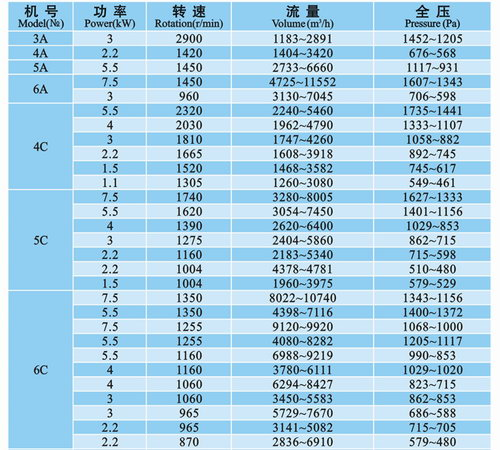 机 号 功 率 转 速 流 量 全 压
Model(№) Power(kW) Rotation(r/min) Volume (m³/h) Pressure (Pa)
3A 3 2900 1183~2891 1452~1205
4A 2.2 1420 1404~3420 676~568
5A 5.5 1450 2733~6660 1117~931
6A 7.5 1450 4725~11552 1607~1343
3 960 3130~7045 706~598
4C 5.5 2320 2240~5460 1735~1441
4 2030 1962~4790 1333~1107
3 1810 1747~4260 1058~882
2.2 1665 1608~3918 892~745
1.5 1520 1468~3582 745~617
1.1 1305 1260~3080 549~461
5C 7.5 1740 3280~8005 1627~1333
5.5 1620 3054~7450 1401~1156
4 1390 2620~6400 1029~853
3 1275 2404~5860 862~715
2.2 1160 2183~5340 715~598
2.2 1004 4378~4781 510~480
1.5 1004 1960~3975 579~529
6C 7.5 1350 8022~10740 1343~1156
5.5 1350 4398~7116 1400~1372
7.5 1255 9120~9920 1068~1000
5.5 1255 4080~8282 1205~1117
5.5 1160 6988~9219 990~853
4 1160 3780~6111 1029~1020
4 1060 6294~8427 823~715
3 1060 3450~5583 862~853
3 965 5729~7670 686~588
2.2 965 3141~5082 715~705
2.2 870 2836~6910 579~480